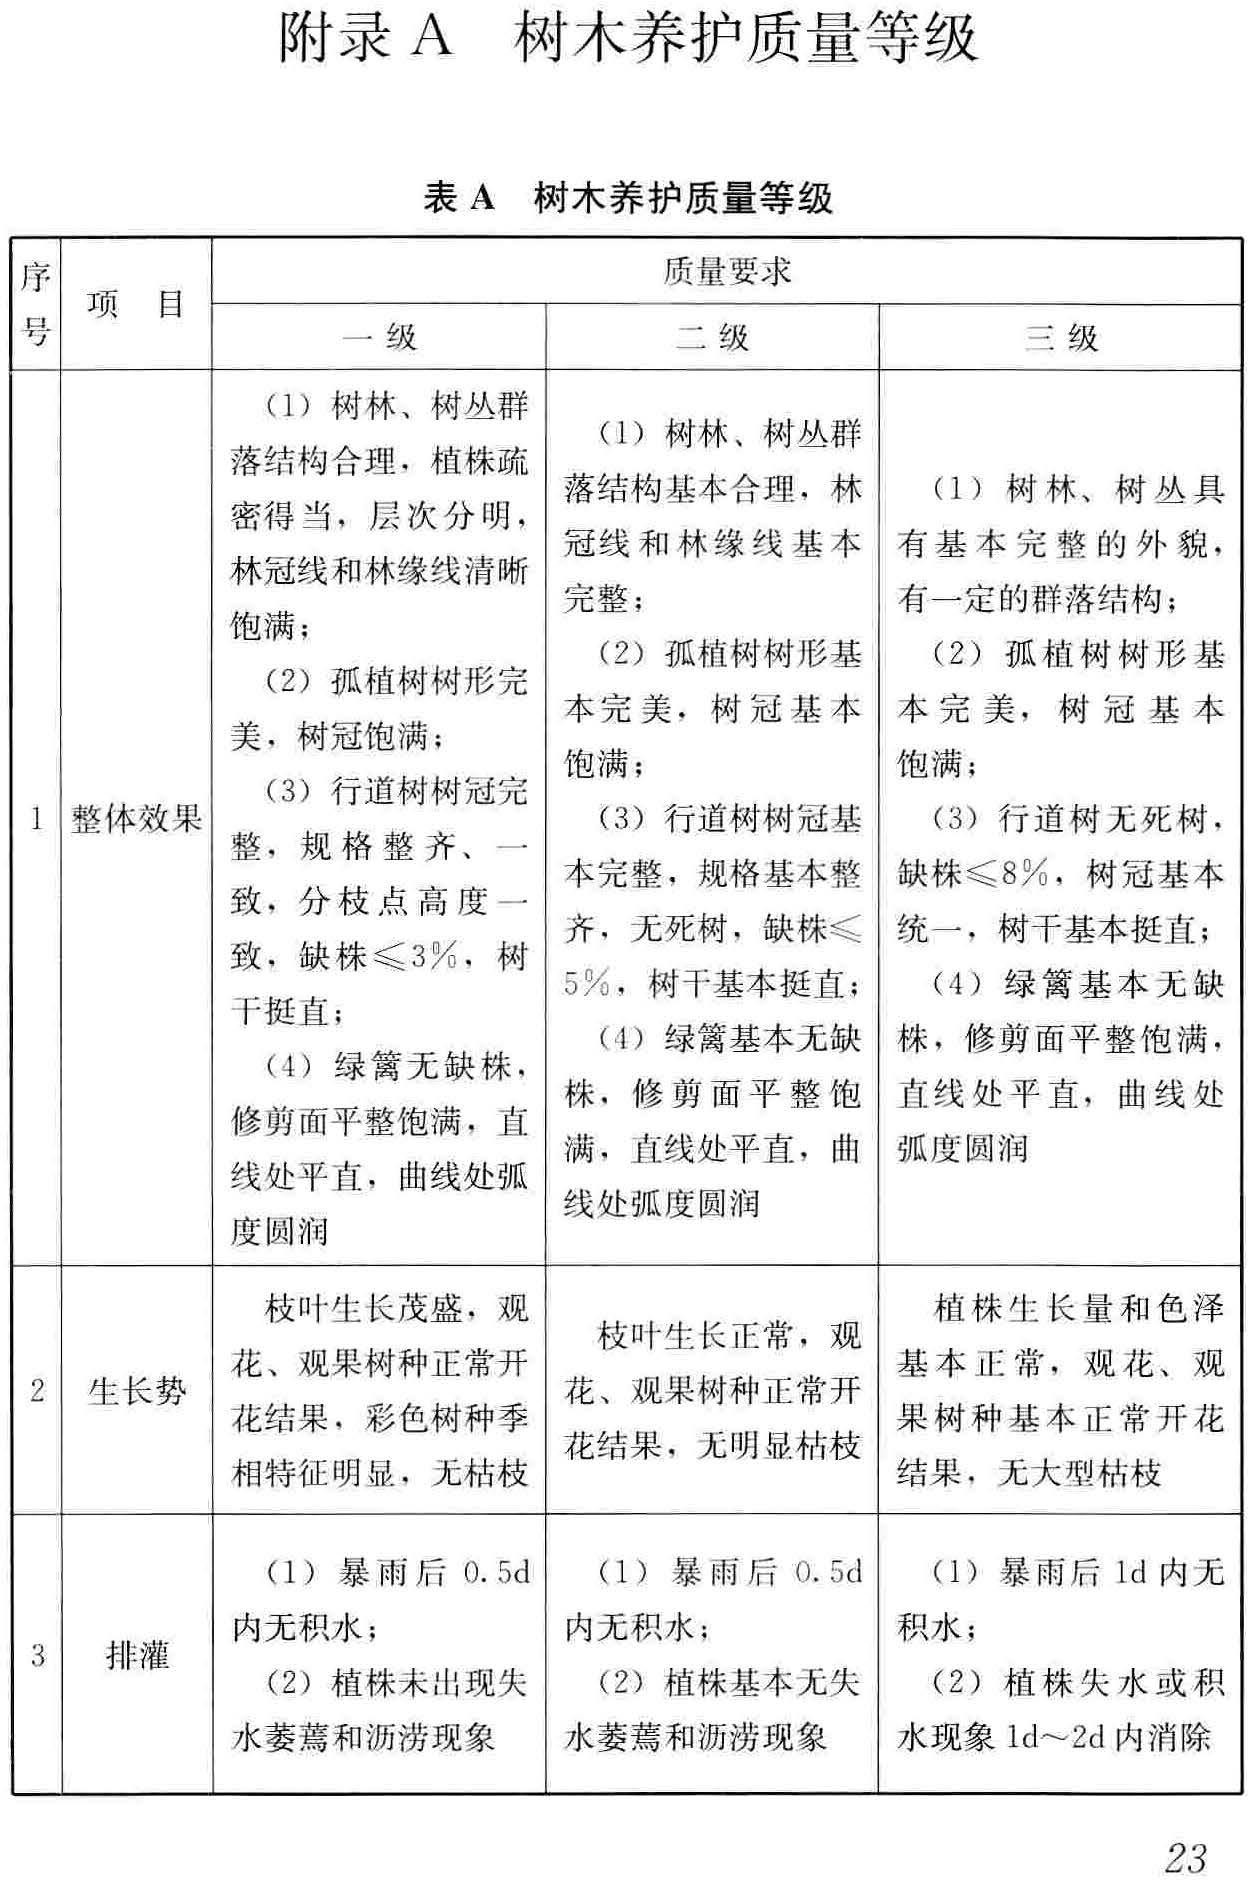 附录 A 树木养护质量等级
表 A 树木养护质量等级
序号
项 目
质量要求
一 级
二 级
三 级
1
整体效果
（1）树林、树丛群
落结构合理，植株疏
密得当，层次分明，
林冠线和林缘线清晰
饱满；
（2）孤植树树形完
美，树冠饱满；
（3）行道树树冠完
整，规格整齐、一
致，分枝点高度一
致，缺株≤3%，树
干挺直；
（4）绿篱无缺株，
修剪面平整饱满，直
线处平直，曲线处弧
度圆润
（1）树林、树丛群
落结构基本合理，林
冠线和林缘线基本
完整；
（2）孤植树树形基
本完美，树冠基本
饱满；
（3）行道树树冠基
本完整，规格基本整
齐，无死树，缺株≤
5%，树干基本挺直；
（4）绿篱基本无缺
株，修剪面平整饱
满，直线处平直，曲
线处弧度圆润
（1）树林、树丛具
有基本完整的外貌，
有一定的群落结构；
（2）孤植树树形基
本完美，树冠基本
饱满；
（3）行道树无死树，
缺株≤8%，树冠基本
统一，树干基本挺直；
（4）绿篱基本无缺
株，修剪面平整饱满，
直线处平直，曲线处
弧度圆润
2
生长势
枝叶生长茂盛，观
花、观果树种正常开
花结果，彩色树种季
相特征明显，无枯枝
枝叶生长正常，观
花、观果树种正常开
花结果，无明显枯枝
植株生长量和色泽
基本正常，观花、观
果树种基本正常开花
结果，无大型枯枝
3
排灌
（1）暴雨后 0.5d
内无积水；
（2）植株未出现失
水萎蔫和沥涝现象
（1）暴雨后 0.5d
内无积水；
（2）植株基本无失
水萎蔫和沥涝现象
（1）暴雨后 1d 内无
积水；
（2）植株失水或积
水现象 1d～2d 内消除
23